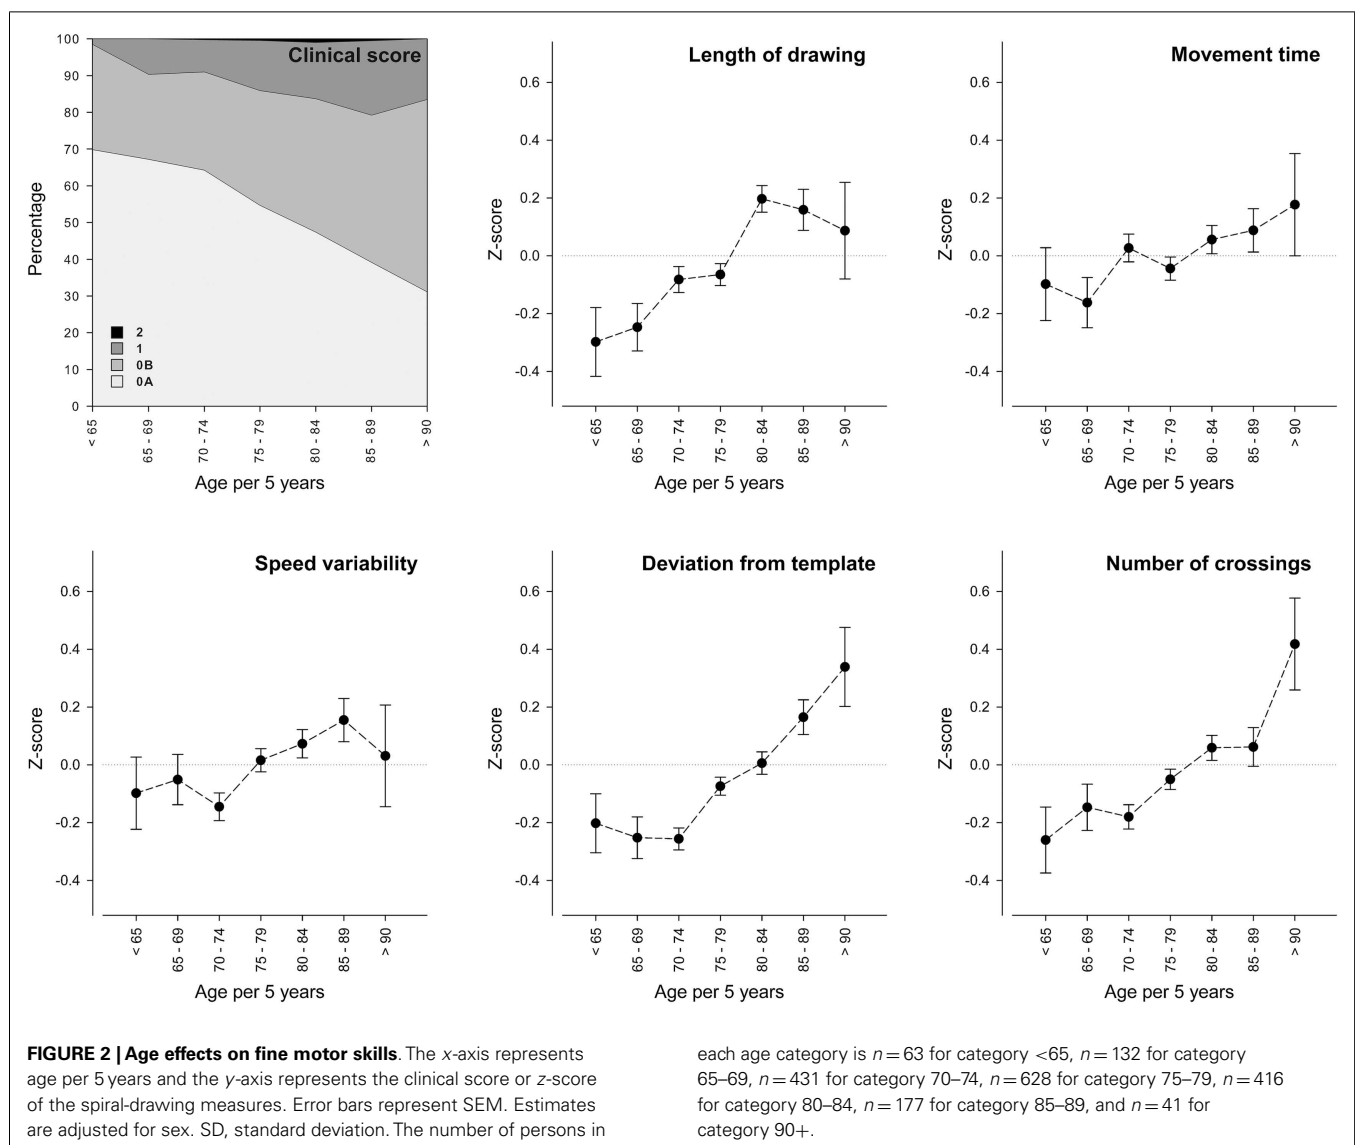 Clinical score
Percentage
100
90
80
70
60
50
40
30
20
10
0
2
1
0B
0A
< 65
65 - 69
70 - 74
75 - 79
80 - 84
85 - 89
> 90
Age per 5 years
Length of drawing
Z-score
0.6
0.4
0.2
0.0
-0.2
-0.4
< 65
65 - 69
70 - 74
75 - 79
80 - 84
85 - 89
> 90
Age per 5 years
Movement time
Z-score
0.6
0.4
0.2
0.0
-0.2
-0.4
< 65
65 - 69
70 - 74
75 - 79
80 - 84
85 - 89
> 90
Age per 5 years
Speed variability
Z-score
0.6
0.4
0.2
0.0
-0.2
-0.4
< 65
65 - 69
70 - 74
75 - 79
80 - 84
85 - 89
> 90
Age per 5 years
Deviation from template
Z-score
0.6
0.4
0.2
0.0
-0.2
-0.4
< 65
65 - 69
70 - 74
75 - 79
80 - 84
85 - 89
> 90
Age per 5 years
Number of crossings
Z-score
0.6
0.4
0.2
0.0
-0.2
-0.4
< 65
65 - 69
70 - 74
75 - 79
80 - 84
85 - 89
> 90
Age per 5 years
FIGURE 2 | Age effects on fine motor skills. The x-axis represents
age per 5 years and the y-axis represents the clinical score or z-score
of the spiral-drawing measures. Error bars represent SEM. Estimates
are adjusted for sex. SD, standard deviation. The number of persons in
each age category is n = 63 for category <65, n = 132 for category
65–69, n = 431 for category 70–74, n = 628 for category 75–79, n = 416
for category 80–84, n = 177 for category 85–89, and n = 41 for
category 90+.